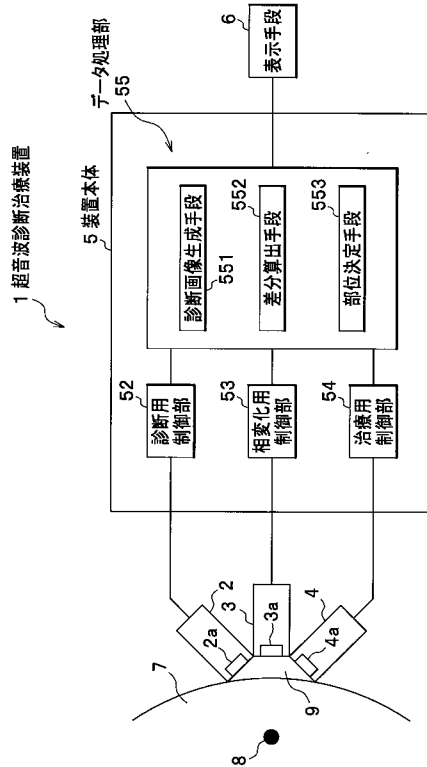 1 超音波診断治療装置
5 装置本体
データ処理部
55
診断画像生成手段
551
差分算出手段
552
部位決定手段
553
6
表示手段
52
診断用
制御部
53
相変化用
制御部
54
治療用
制御部
2
2a
3
3a
4
4a
7
8
9